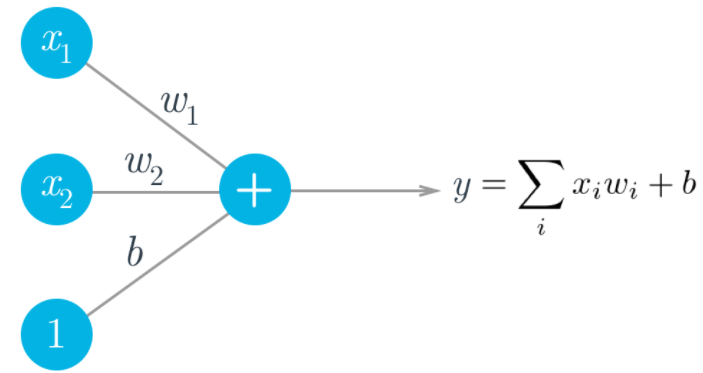 x₁
w₁
x₂
w₂
+
y = ∑ᵢ xᵢwᵢ + b
b
1